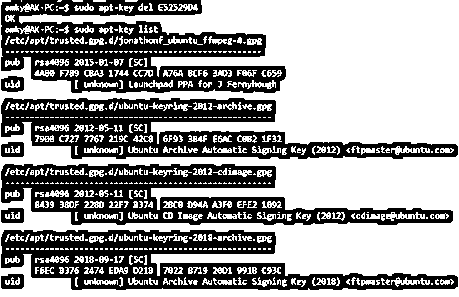 amky@AK-PC:~$ sudo apt-key del E52529D4
OK
amky@AK-PC:~$ sudo apt-key list
/etc/apt/trusted.gpg.d/jonathonf_ubuntu_ffmpeg-4.gpg
----------------------------------------------------
pub   rsa4096 2015-01-07 [SC]
4AB0 F789 CBA3 1744 CC7D  A76A 8CF6 3AD3 F06F C659
uid           [ unknown] Launchpad PPA for J Fernyhough
/etc/apt/trusted.gpg.d/ubuntu-keyring-2012-archive.gpg
------------------------------------------------------
pub   rsa4096 2012-05-11 [SC]
790B C727 7767 219C 42C8  6F93 3B4F E6AC C0B2 1F32
uid           [ unknown] Ubuntu Archive Automatic Signing Key (2012) <ftpmaster@ubuntu.com>
/etc/apt/trusted.gpg.d/ubuntu-keyring-2012-cdimage.gpg
------------------------------------------------------
pub   rsa4096 2012-05-11 [SC]
8439 38DF 228D 22F7 B374  2BC0 D94A A3F0 EFE2 1092
uid           [ unknown] Ubuntu CD Image Automatic Signing Key (2012) <cdimage@ubuntu.com>
/etc/apt/trusted.gpg.d/ubuntu-keyring-2018-archive.gpg
------------------------------------------------------
pub   rsa4096 2018-09-17 [SC]
F6EC B376 2474 EDA9 D21B  7022 8719 20D1 991B C93C
uid           [ unknown] Ubuntu Archive Automatic Signing Key (2018) <ftpmaster@ubuntu.com>